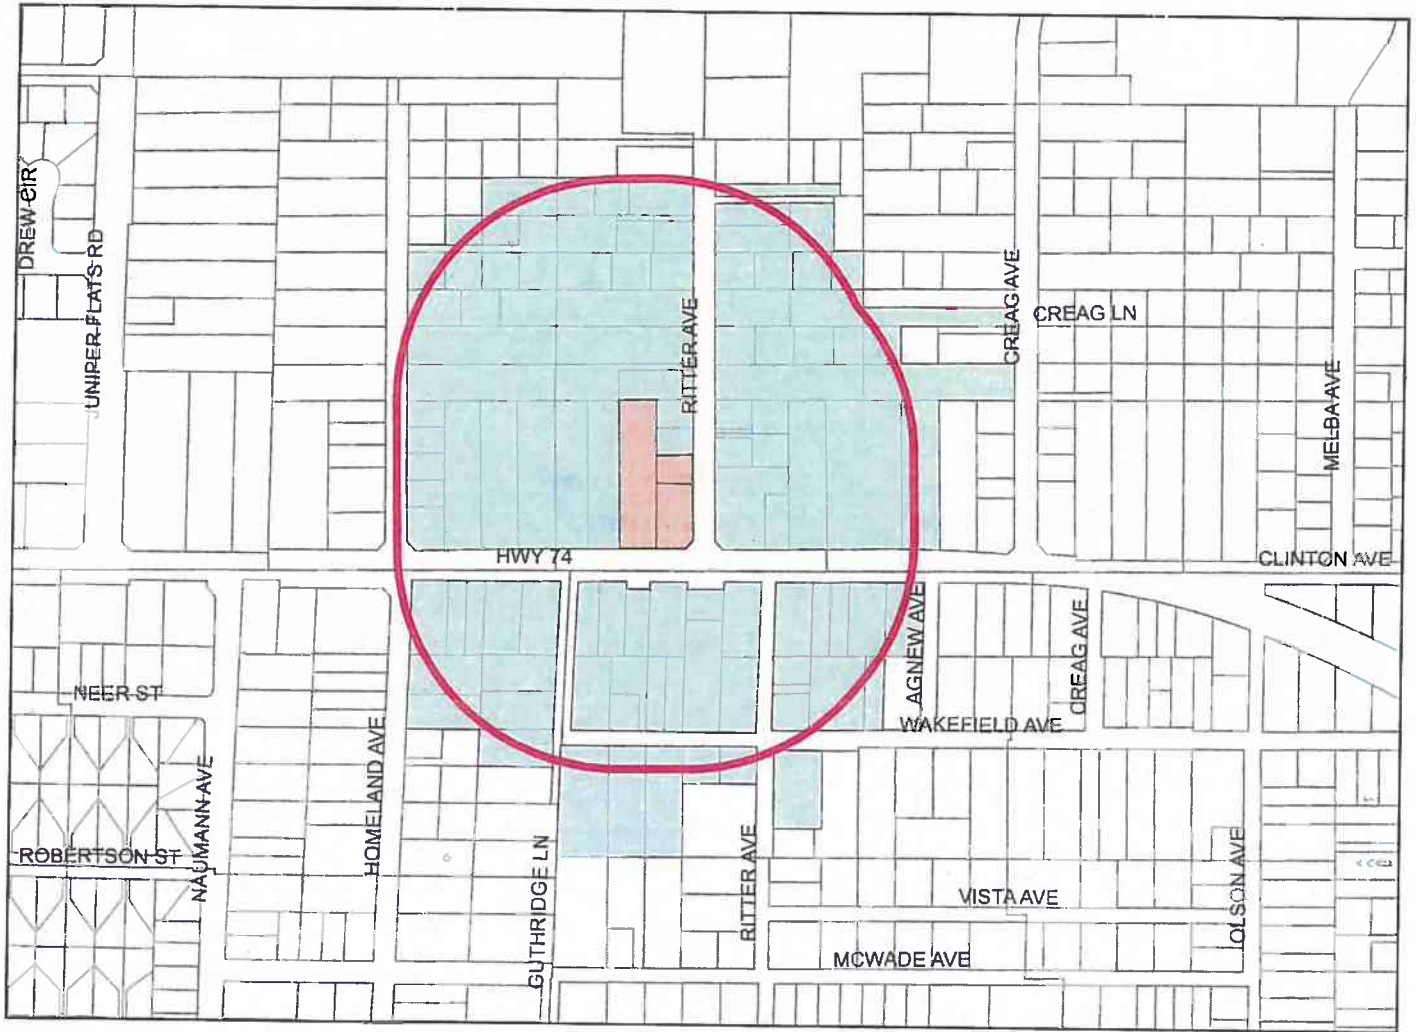 DREW CIR
JUNIPER FLATS RD
RITTER AVE
CREAG AVE
CREAG LN
MELBA AVE
HWY 74
CLINTON AVE
AGNEW AVE
CREAG AVE
NEER ST
WAKEFIELD AVE
HOMELAND AVE
NAUMANN AVE
ROBERTSON ST
GUTHRIDGE LN
RITTER AVE
OLSON AVE
VISTA AVE
MCWADE AVE